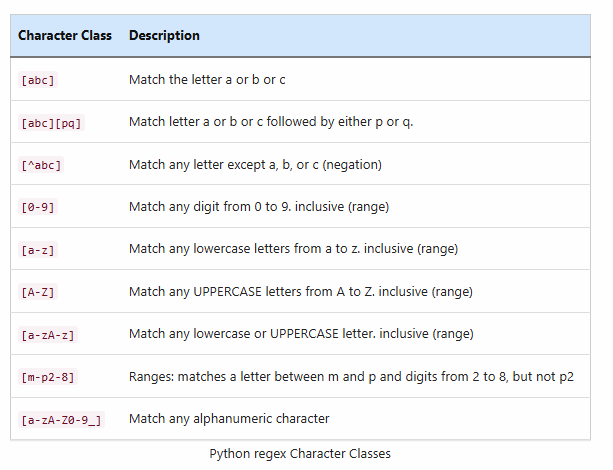 Character Class Description
[abc] Match the letter a or b or c
[abc][pq] Match letter a or b or c followed by either p or q.
[^abc] Match any letter except a, b, or c (negation)
[0-9] Match any digit from 0 to 9. inclusive (range)
[a-z] Match any lowercase letters from a to z. inclusive (range)
[A-Z] Match any UPPERCASE letters from A to Z. inclusive (range)
[a-zA-z] Match any lowercase or UPPERCASE letter. inclusive (range)
[m-p2-8] Ranges: matches a letter between m and p and digits from 2 to 8, but not p2
[a-zA-Z0-9_] Match any alphanumeric character
Python regex Character Classes